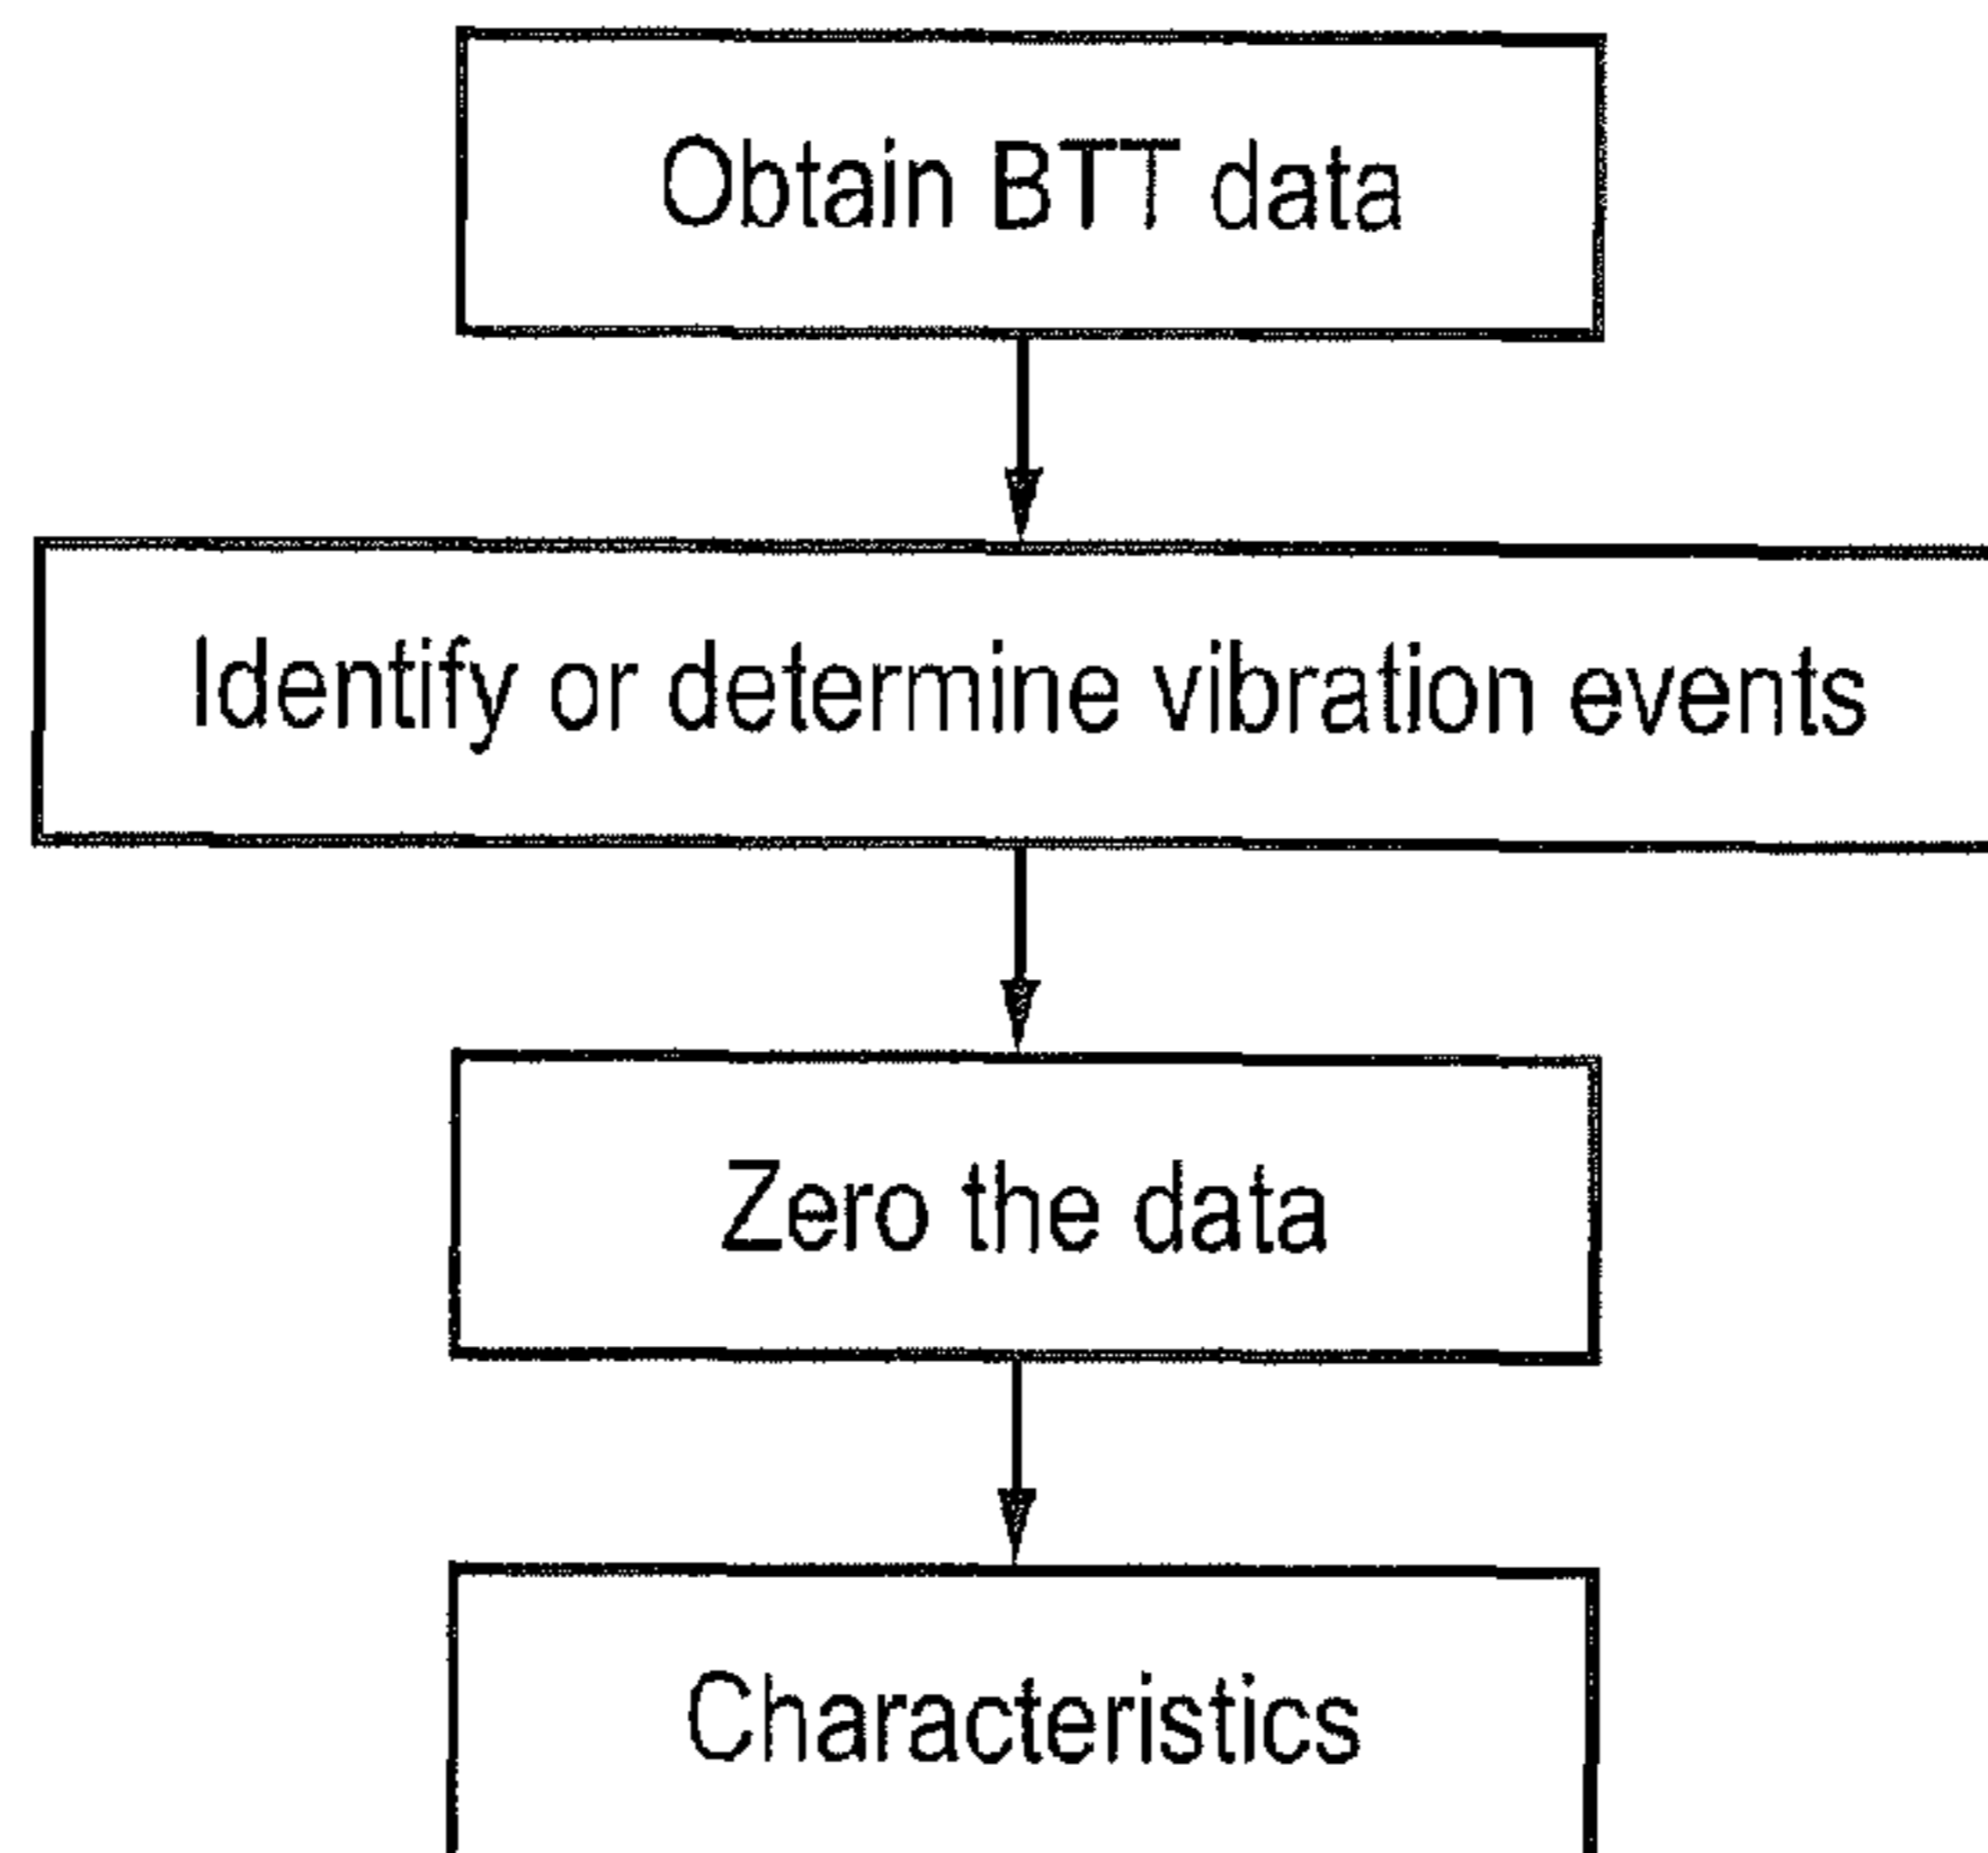 Obtain BTT data
Identify or determine vibration events
Zero the data
Characteristics